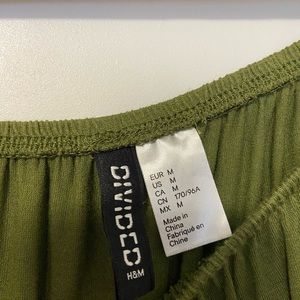 DIVIDED
H&M
EUR M
US M
CA M
CN 170/96A
MX M
Made in
China
Fabriqué en
Chine